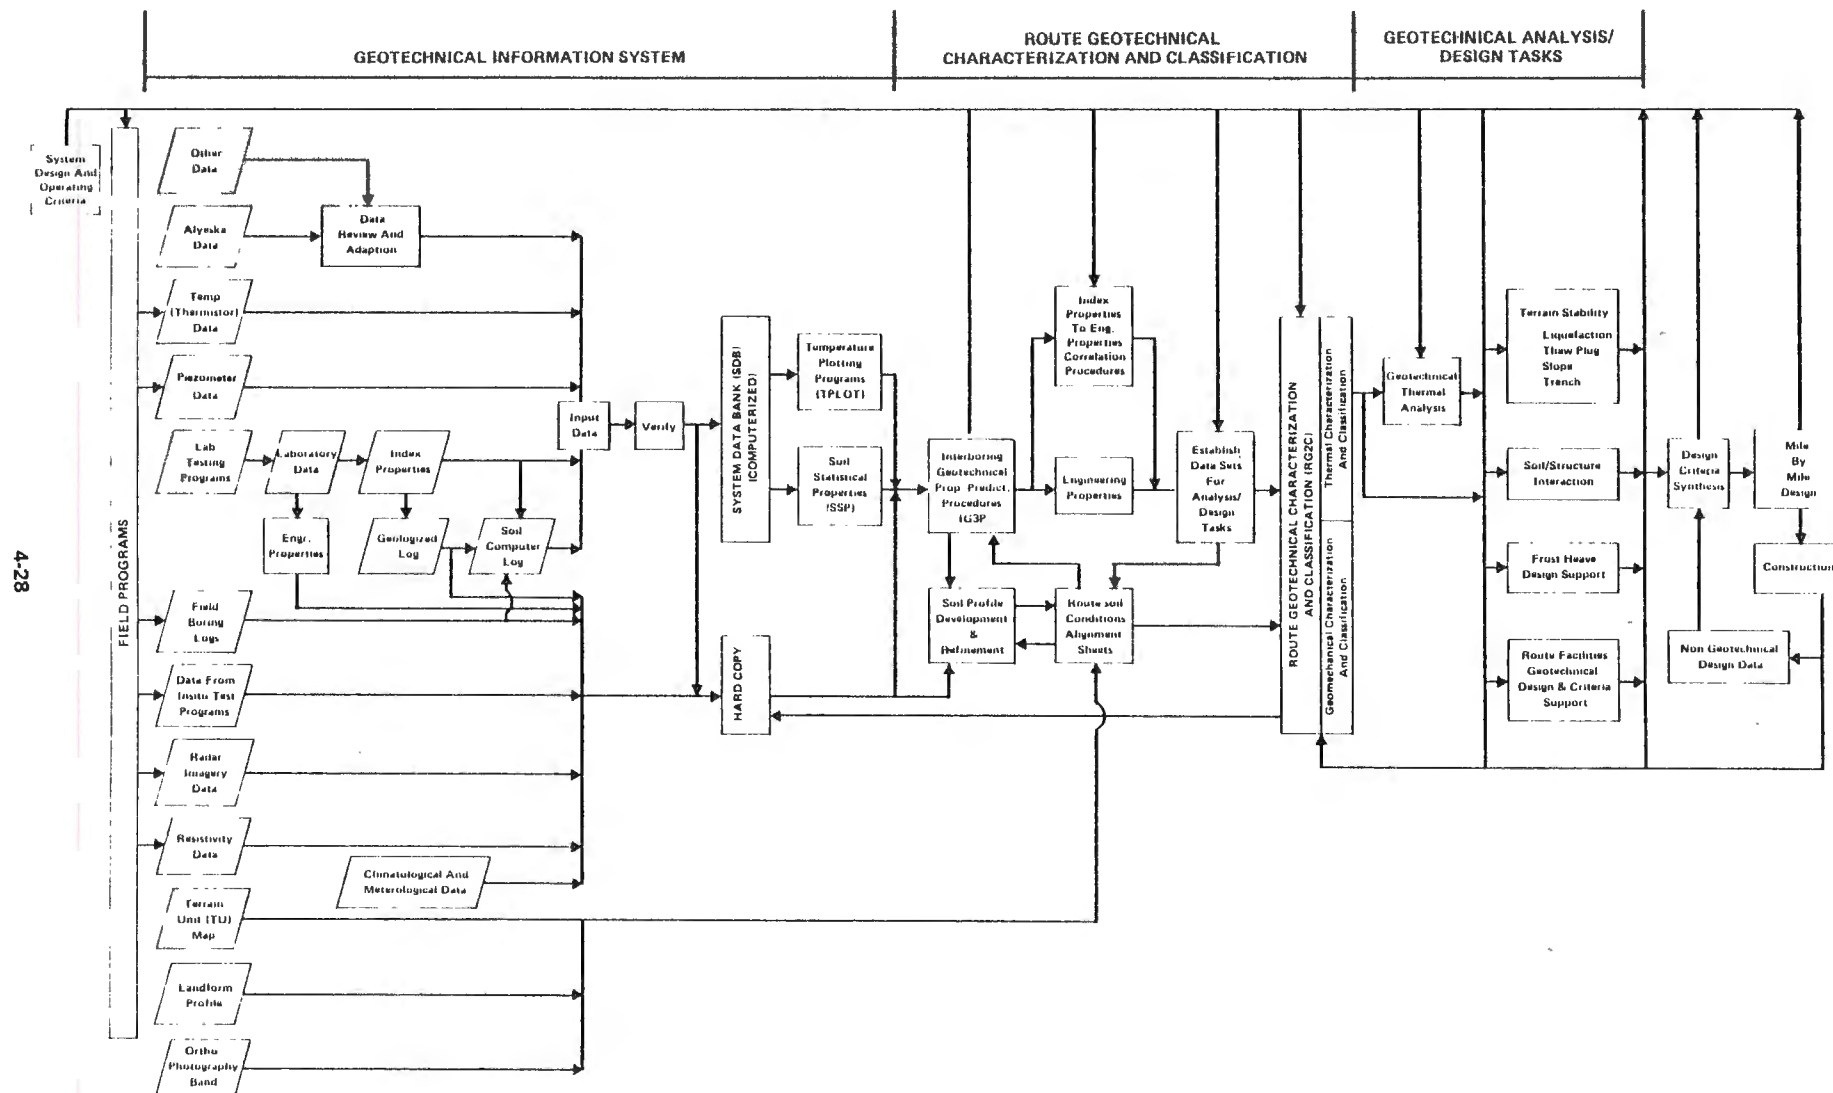 GEOTECHNICAL INFORMATION SYSTEM
ROUTE GEOTECHNICAL
CHARACTERIZATION AND CLASSIFICATION
GEOTECHNICAL ANALYSIS/
DESIGN TASKS
System
Design And
Operating
Criteria
FIELD PROGRAMS
Other
Data
Alyeska
Data
Data
Review And
Adaption
Temp
(Thermistor)
Data
Piezometer
Data
Lab
Testing
Programs
Laboratory
Data
Index
Properties
Engr.
Properties
Geologized
Log
Soil
Computer
Log
Field
Boring
Logs
Data From
Insitu Test
Programs
Radar
Imagery
Data
Resistivity
Data
Climatological And
Meterological Data
Terrain
Unit (TU)
Map
Landform
Profile
Ortho
Photography
Band
Input
Data
Verify
SYSTEM DATA BANK (SDB)
(COMPUTERIZED)
HARD COPY
Temperature
Plotting
Programs
(TPLOT)
Soil
Statistical
Properties
(SSP)
Interboring
Geotechnical
Prop. Predict.
Procedures
(G3P
Index
Properties
To Eng.
Properties
Correlation
Procedures
Engineering
Properties
Establish
Data Sets
For
Analysis/
Design
Tasks
Soil Profile
Development
&
Refinement
Route soil
Conditions
Alignment
Sheets
ROUTE GEOTECHNICAL CHARACTERIZATION
AND CLASSIFICATION (RG2C)
Thermal Characterization
And Classification
Geomechanical Characterization
And Classification
Geotechnical
Thermal
Analysis
Terrain Stability
Liquefaction
Thaw Plug
Slope
Trench
Soil/Structure
Interaction
Frost Heave
Design Support
Route Facilities
Geotechnical
Design & Criteria
Support
Design
Criteria
Synthesis
Mile
By
Mile
Design
Construction
Non Geotechnical
Design Data
4-28